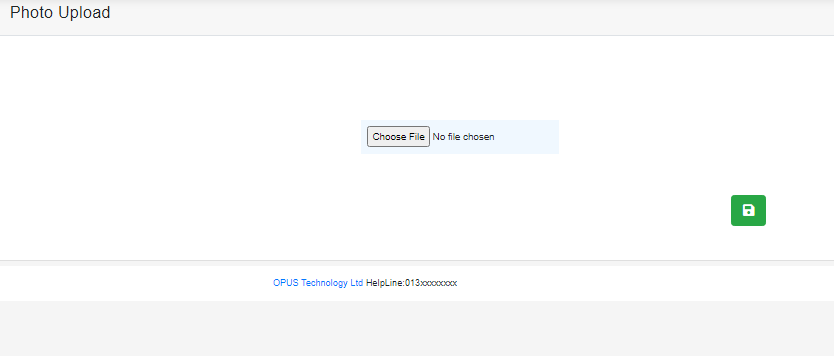 Photo Upload
Choose File No file chosen
OPUS Technology Ltd HelpLine:013xxxxxxxx